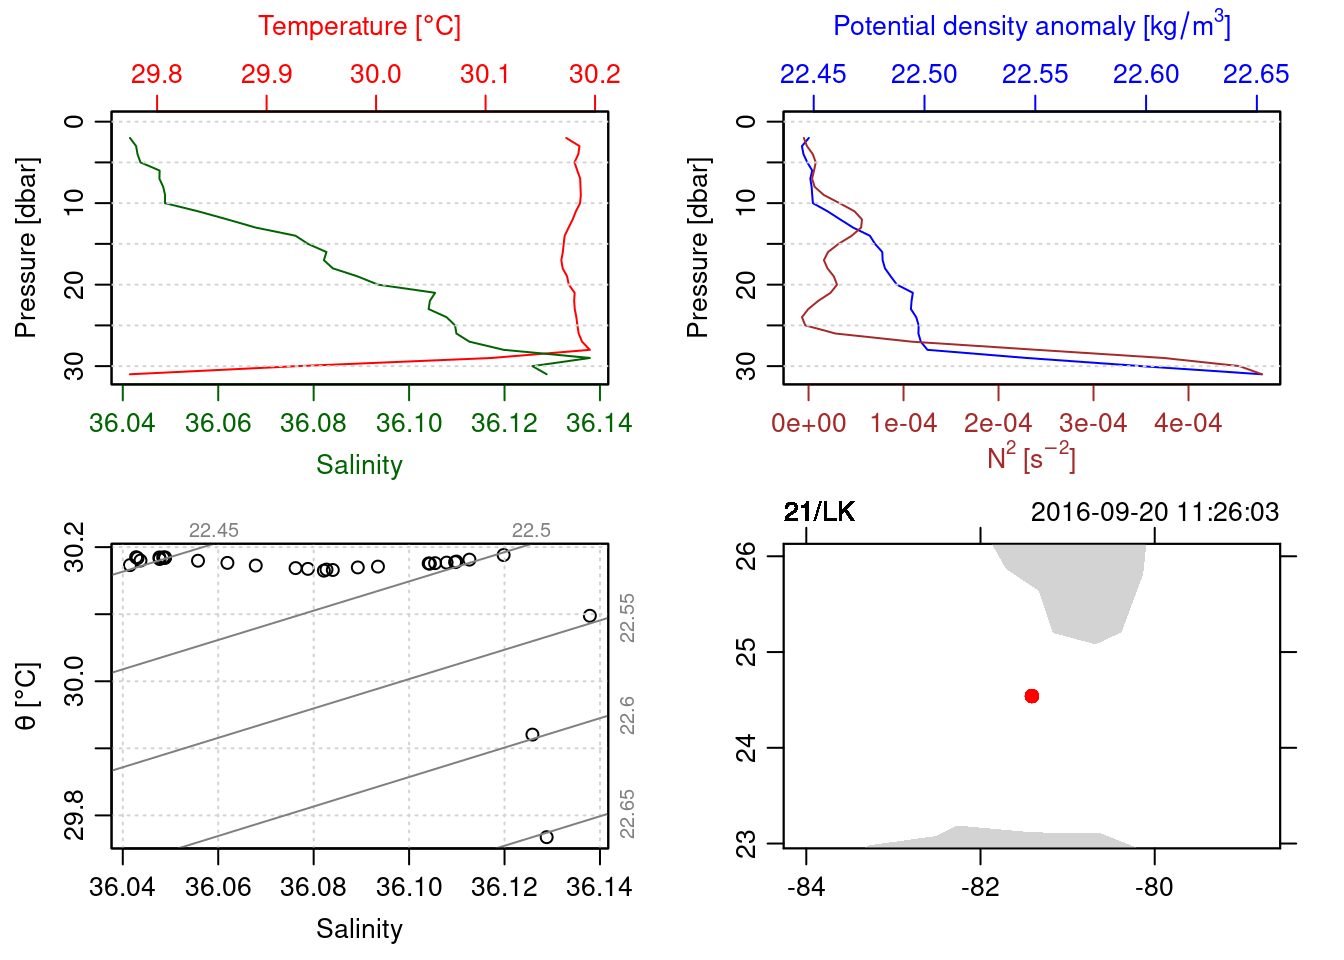 Temperature [°C]
29.8 29.9 30.0 30.1 30.2
Pressure [dbar]
0 10 20 30
36.04 36.06 36.08 36.10 36.12 36.14
Salinity
Potential density anomaly [kg/m³]
22.45 22.50 22.55 22.60 22.65
Pressure [dbar]
0 10 20 30
0e+00 1e-04 2e-04 3e-04 4e-04
N² [s⁻²]
22.45 22.5
22.55
22.6
22.65
θ [°C]
30.2
30.0
29.8
36.04 36.06 36.08 36.10 36.12 36.14
Salinity
21/LK 2016-09-20 11:26:03
26
25
24
23
-84 -82 -80